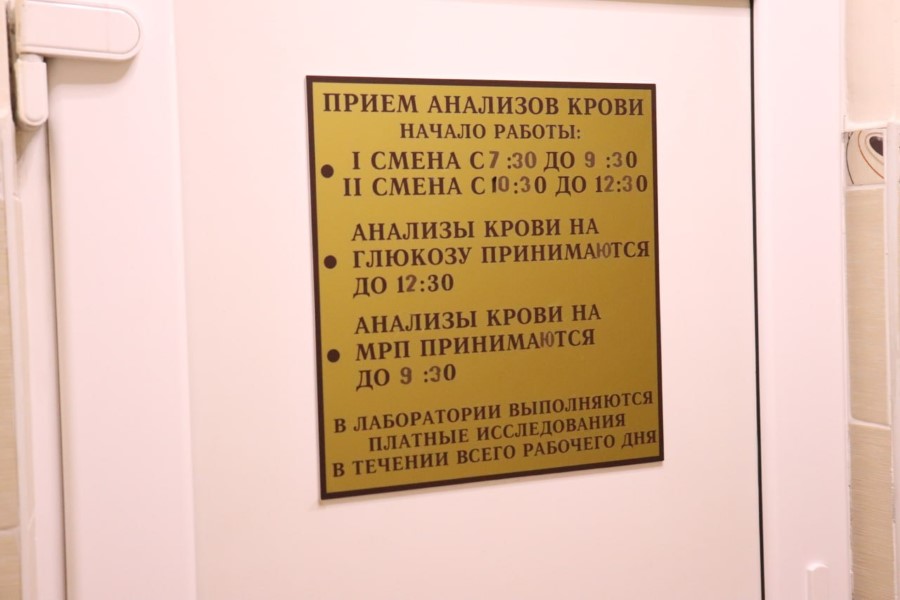 ПРИЕМ АНАЛИЗОВ КРОВИ
НАЧАЛО РАБОТЫ:
• I СМЕНА С 7 :30 ДО 9 :30
II СМЕНА С 10:30 ДО 12:30
АНАЛИЗЫ КРОВИ НА
• ГЛЮКОЗУ ПРИНИМАЮТСЯ
ДО 12:30
АНАЛИЗЫ КРОВИ НА
• МРП ПРИНИМАЮТСЯ
ДО 9 :30
В ЛАБОРАТОРИИ ВЫПОЛНЯЮТСЯ
ПЛАТНЫЕ ИССЛЕДОВАНИЯ
В ТЕЧЕНИИ ВСЕГО РАБОЧЕГО ДНЯ